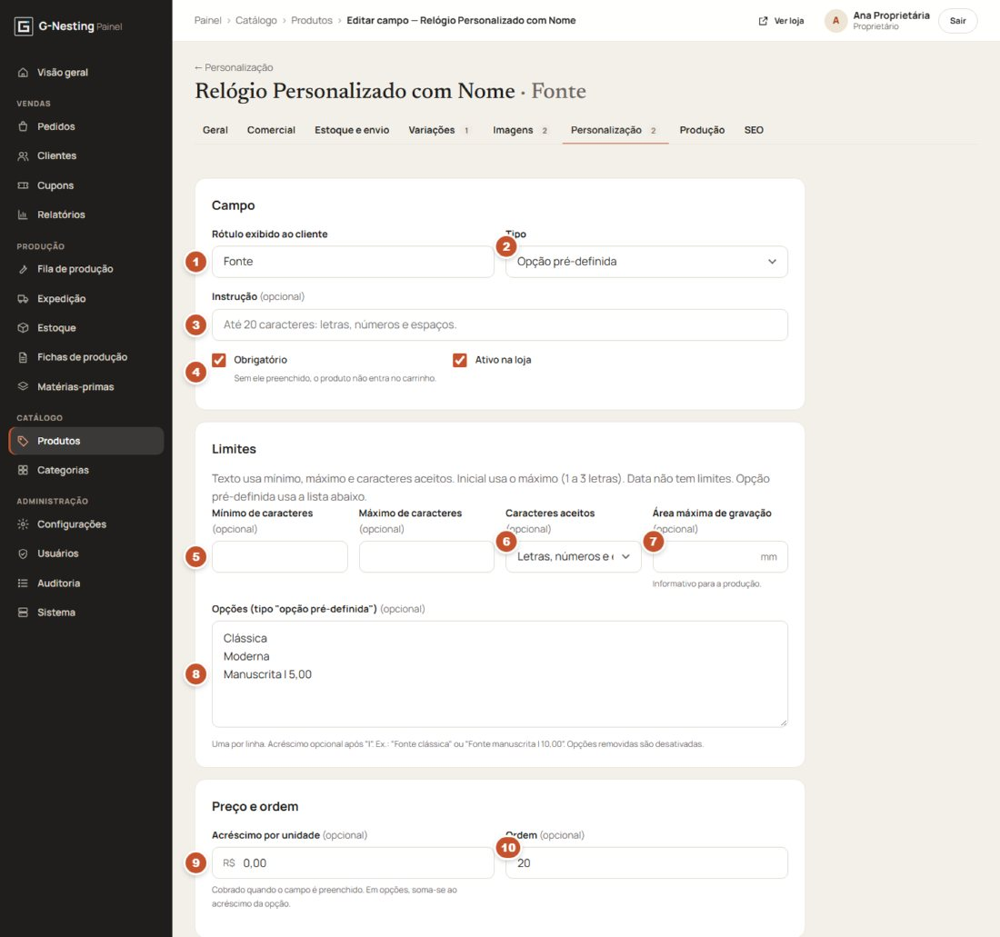 G-Nesting Painel
Painel › Catálogo › Produtos › Editar campo — Relógio Personalizado com Nome
Ver loja
A
Ana Proprietária
Proprietário
Sair
Visão geral
VENDAS
Pedidos
Clientes
Cupons
Relatórios
PRODUÇÃO
Fila de produção
Expedição
Estoque
Fichas de produção
Matérias-primas
CATÁLOGO
Produtos
Categorias
ADMINISTRAÇÃO
Configurações
Usuários
Auditoria
Sistema
← Personalização
Relógio Personalizado com Nome · Fonte
Geral Comercial Estoque e envio Variações 1 Imagens 2 Personalização 2 Produção SEO
Campo
Rótulo exibido ao cliente
Tipo
1 Fonte
2 Opção pré-definida
Instrução (opcional)
3 Até 20 caracteres: letras, números e espaços.
4 Obrigatório
Sem ele preenchido, o produto não entra no carrinho.
Ativo na loja
Limites
Texto usa mínimo, máximo e caracteres aceitos. Inicial usa o máximo (1 a 3 letras). Data não tem limites. Opção
pré-definida usa a lista abaixo.
Mínimo de caracteres
(opcional)
5
Máximo de caracteres
(opcional)
Caracteres aceitos
(opcional)
6 Letras, números e
Área máxima de gravação
(opcional)
7 mm
Informativo para a produção.
Opções (tipo "opção pré-definida") (opcional)
Clássica
Moderna
8 Manuscrita | 5,00
Uma por linha. Acréscimo opcional após "|". Ex.: "Fonte clássica" ou "Fonte manuscrita | 10,00". Opções removidas são desativadas.
Preço e ordem
Acréscimo por unidade (opcional)
9 R$ 0,00
Cobrado quando o campo é preenchido. Em opções, soma-se ao
acréscimo da opção.
Ordem (opcional)
10 20